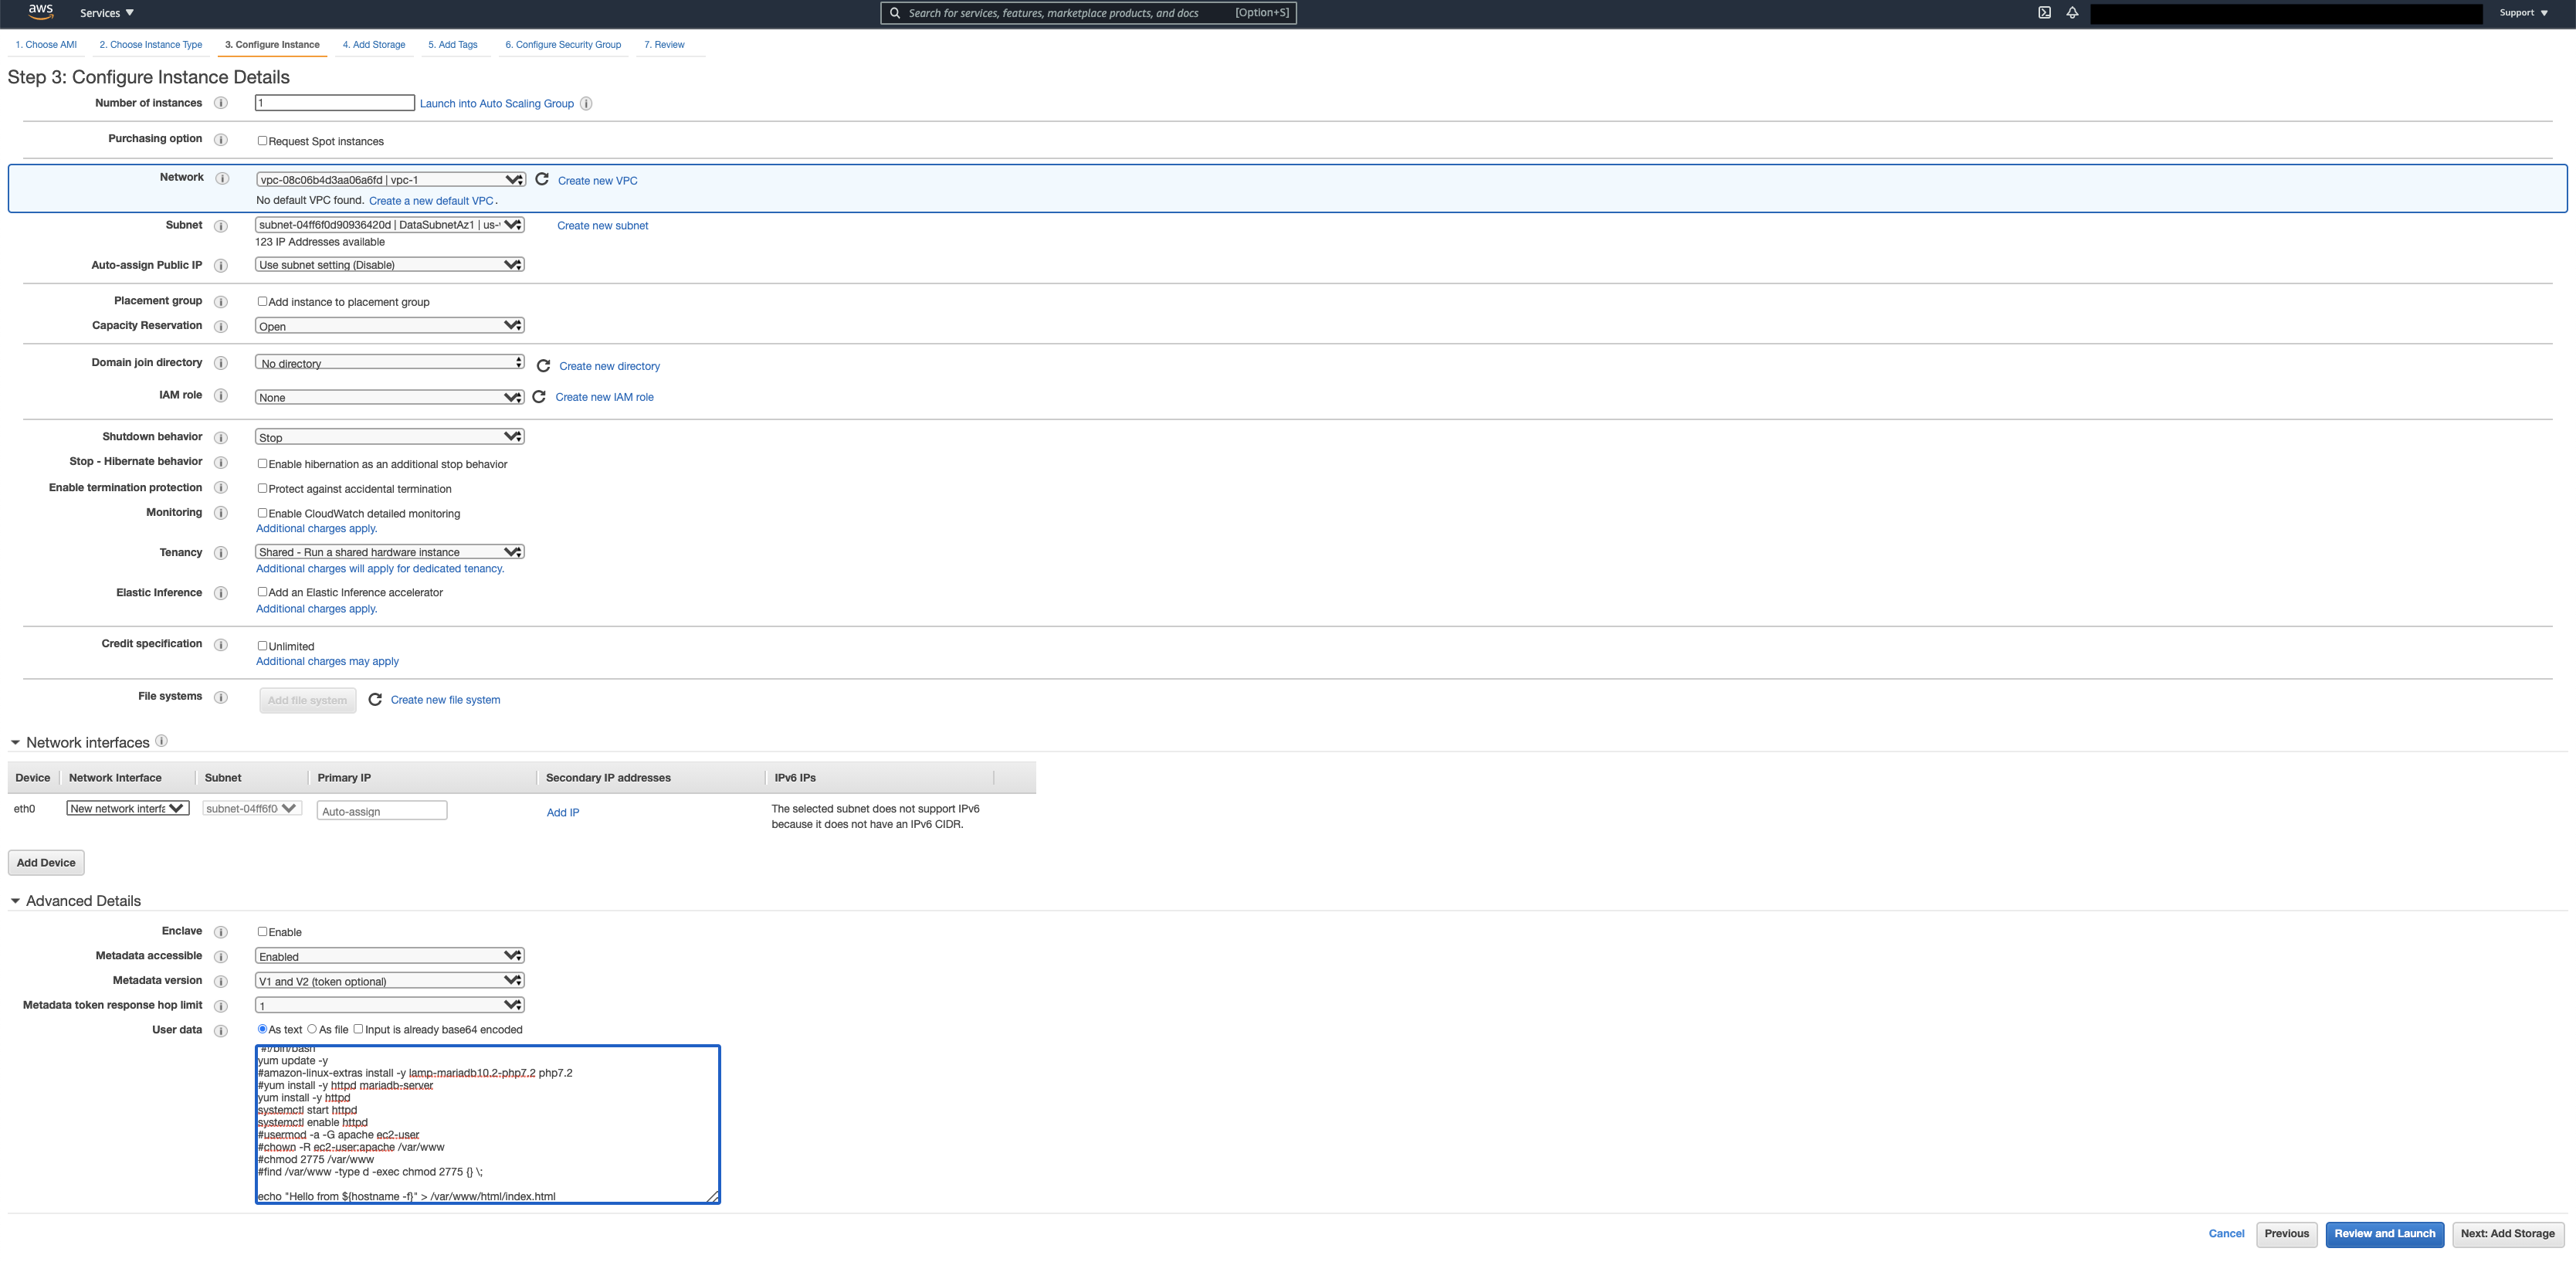 aws Services Search for services, features, marketplace products, and docs [Option+S] Support
1. Choose AMI 2. Choose Instance Type 3. Configure Instance 4. Add Storage 5. Add Tags 6. Configure Security Group 7. Review
Step 3: Configure Instance Details
Number of instances 1 Launch into Auto Scaling Group
Purchasing option Request Spot instances
Network vpc-08c06b4d3aa06a6fd | vpc-1 Create new VPC
No default VPC found. Create a new default VPC.
Subnet subnet-04ff6f0d90936420d | DataSubnetAz1 | us- Create new subnet
123 IP Addresses available
Auto-assign Public IP Use subnet setting (Disable)
Placement group Add instance to placement group
Capacity Reservation Open
Domain join directory No directory Create new directory
IAM role None Create new IAM role
Shutdown behavior Stop
Stop - Hibernate behavior Enable hibernation as an additional stop behavior
Enable termination protection Protect against accidental termination
Monitoring Enable CloudWatch detailed monitoring
Additional charges apply.
Tenancy Shared - Run a shared hardware instance
Additional charges will apply for dedicated tenancy.
Elastic Inference Add an Elastic Inference accelerator
Additional charges apply.
Credit specification Unlimited
Additional charges may apply
File systems Add file system Create new file system
Network interfaces
Device Network Interface Subnet Primary IP Secondary IP addresses IPv6 IPs
eth0 New network interfa subnet-04ff6f0 Auto-assign Add IP The selected subnet does not support IPv6
because it does not have an IPv6 CIDR.
Add Device
Advanced Details
Enclave Enable
Metadata accessible Enabled
Metadata version V1 and V2 (token optional)
Metadata token response hop limit 1
User data As text As file Input is already base64 encoded
#!/bin/bash
yum update -y
#amazon-linux-extras install -y lamp-mariadb10.2-php7.2 php7.2
#yum install -y httpd mariadb-server
yum install -y httpd
systemctl start httpd
systemctl enable httpd
#usermod -a -G apache ec2-user
#chown -R ec2-user:apache /var/www
#chmod 2775 /var/www
#find /var/www -type d -exec chmod 2775 {} \;
echo "Hello from ${hostname -f}" > /var/www/html/index.html
Cancel Previous Review and Launch Next: Add Storage